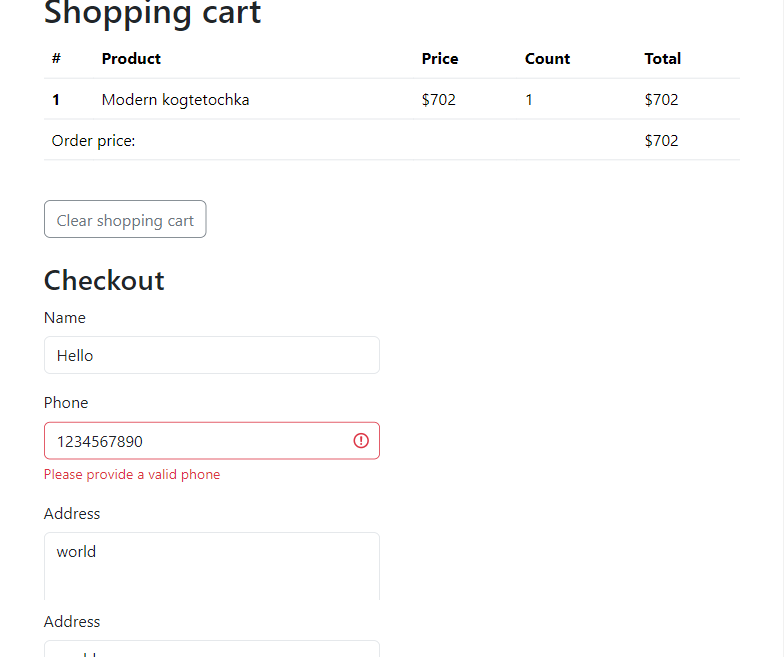 Shopping cart
# Product Price Count Total
1 Modern kogtetochka $702 1 $702
Order price: $702
Clear shopping cart
Checkout
Name
Hello
Phone
1234567890
Please provide a valid phone
Address
world
Address